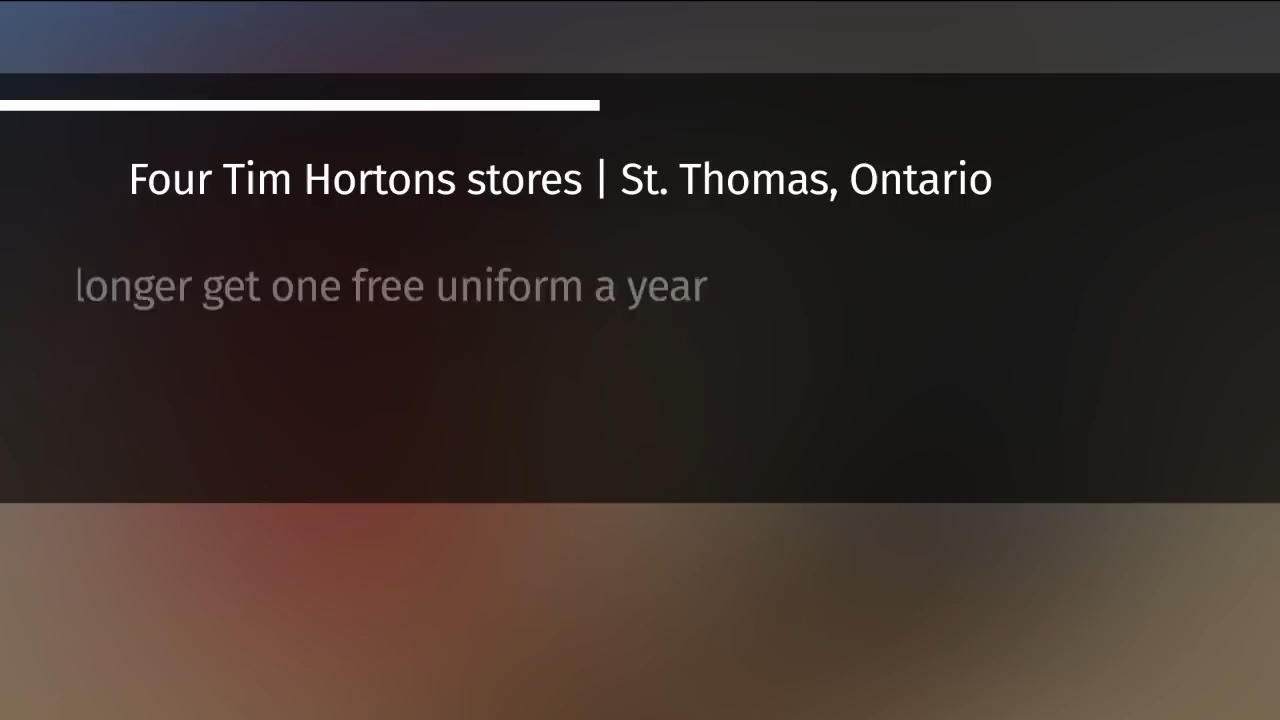 Four Tim Hortons stores | St. Thomas, Ontario
longer get one free uniform a year